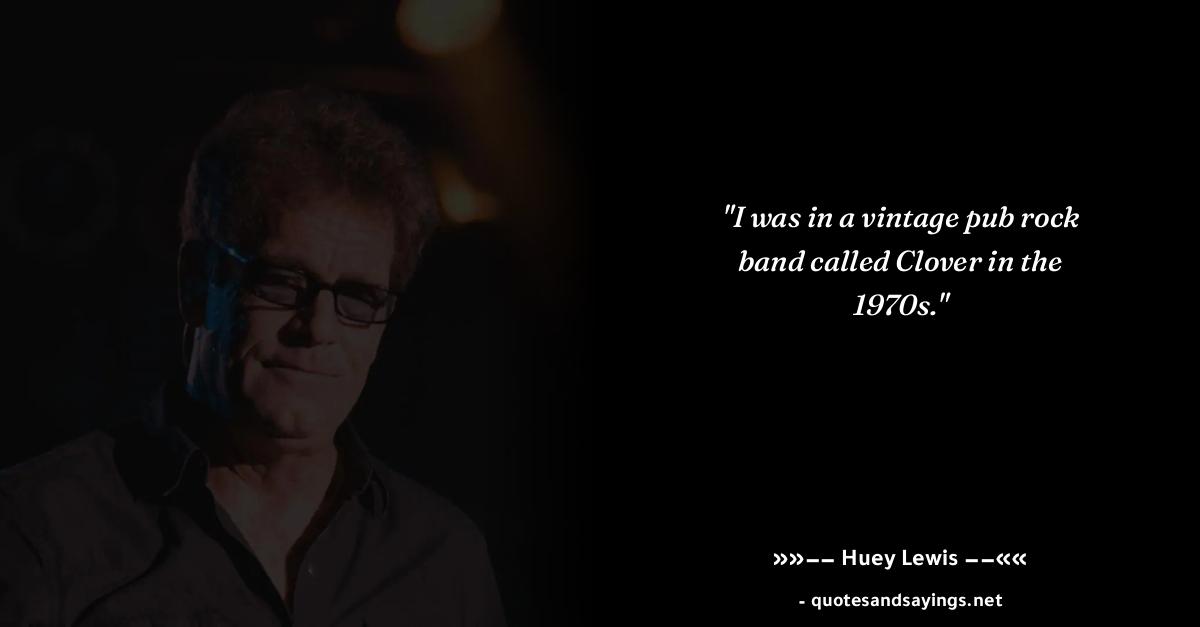 "I was in a vintage pub rock
band called Clover in the
1970s."
»»−− Huey Lewis −−««
- quotesandsayings.net